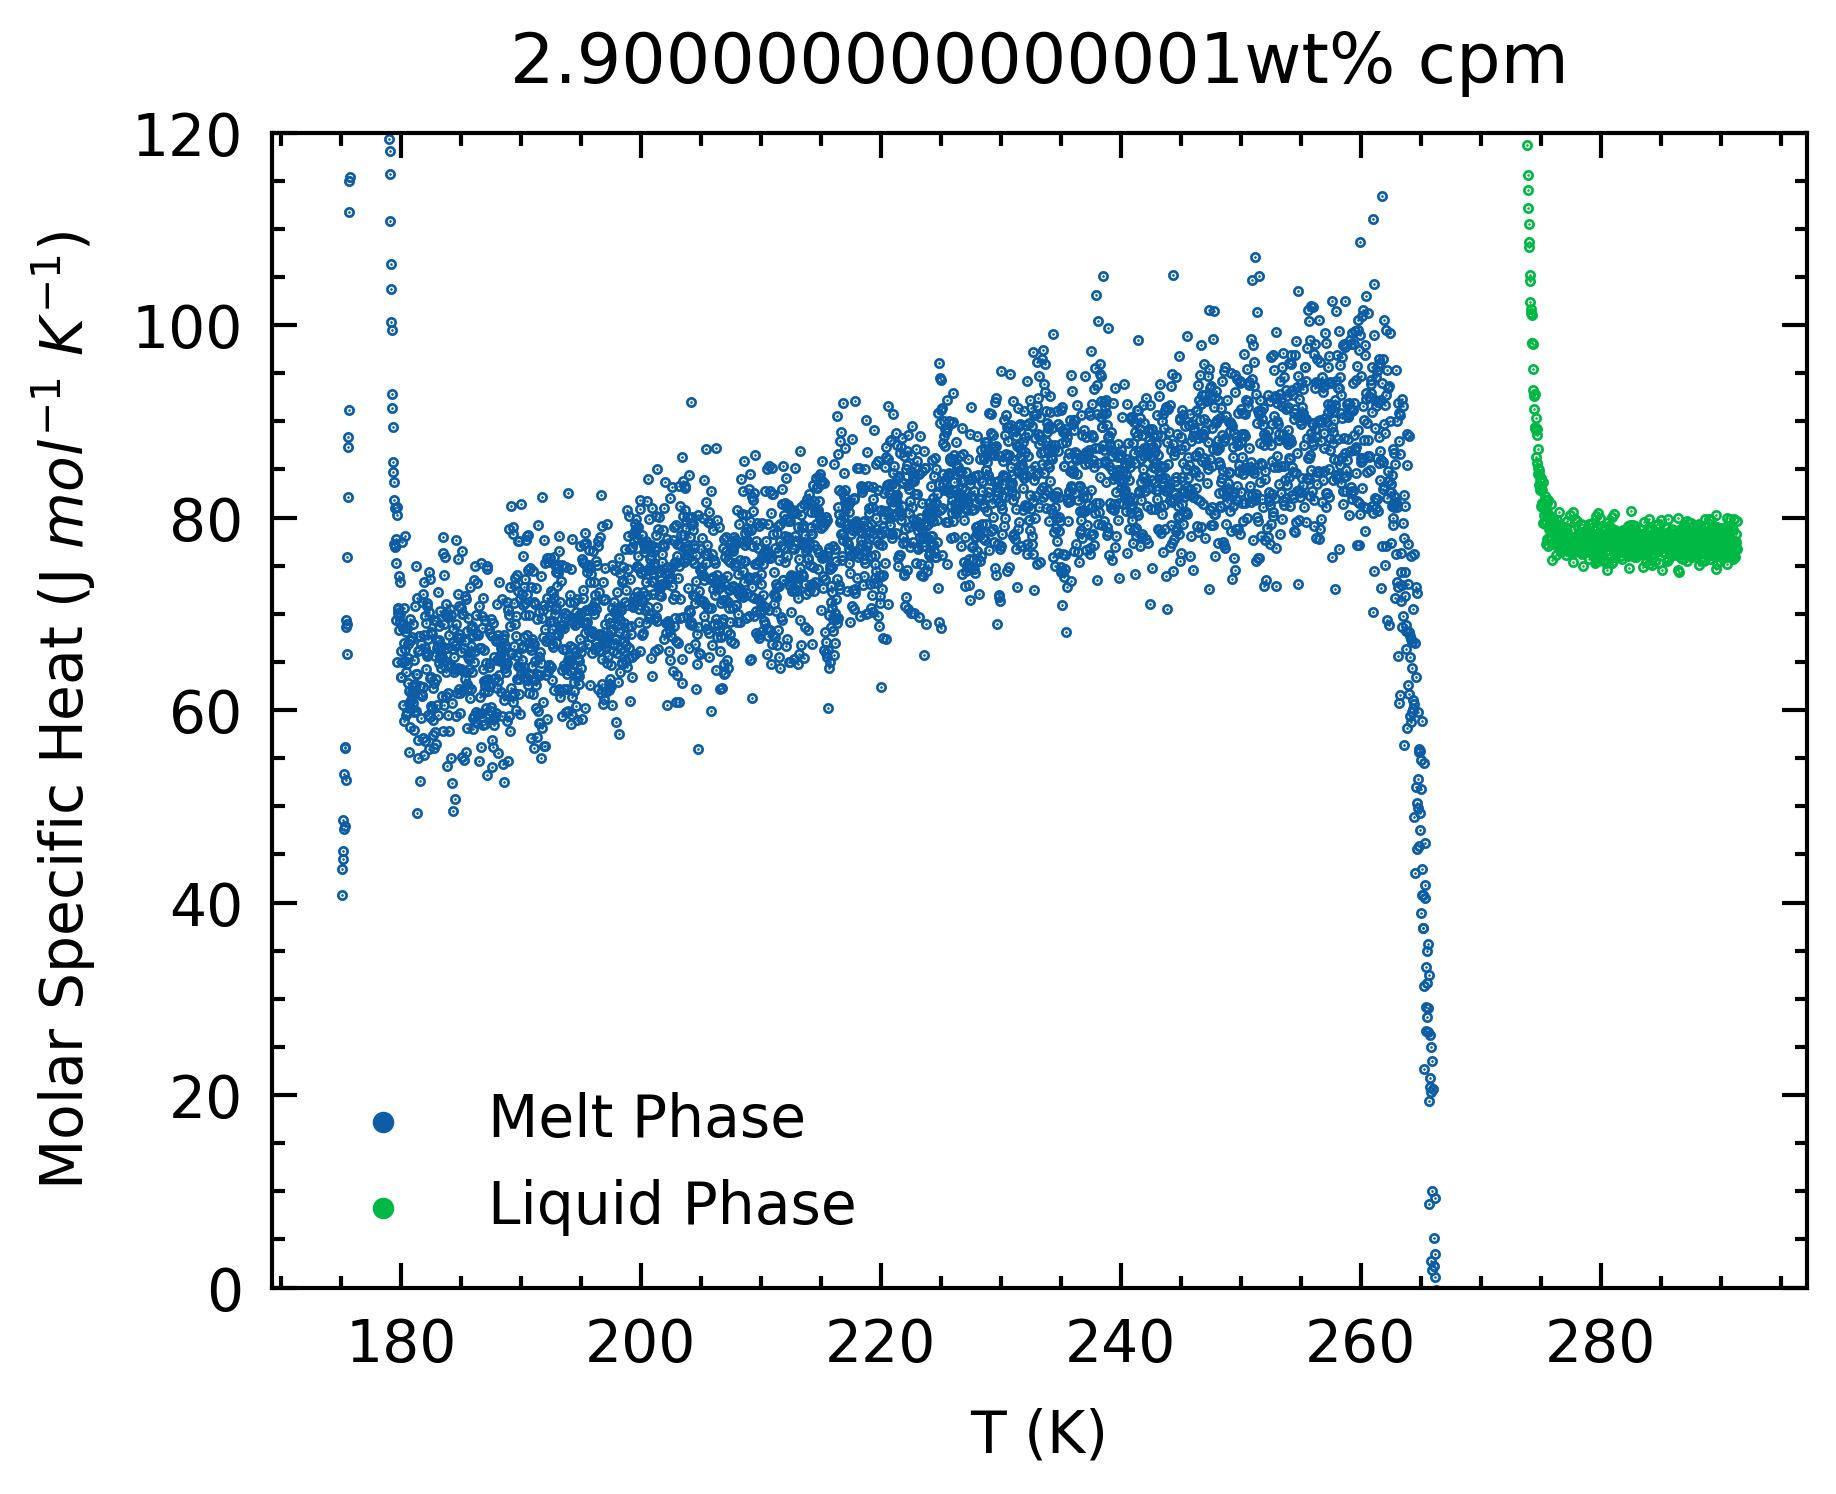 2.9000000000000001wt% cpm
120
100
80
60
40
20
0
Molar Specific Heat (J mol⁻¹ K⁻¹)
Melt Phase
Liquid Phase
180 200 220 240 260 280
T (K)